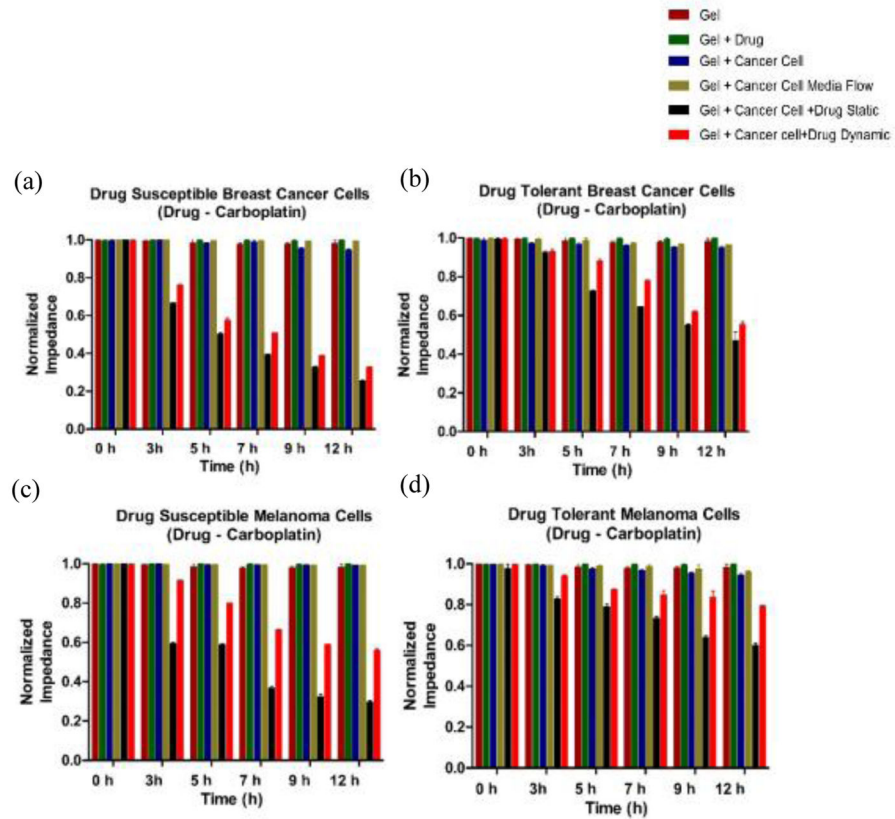 Gel
Gel + Drug
Gel + Cancer Cell
Gel + Cancer Cell Media Flow
Gel + Cancer Cell +Drug Static
Gel + Cancer cell+Drug Dynamic
(a)
Drug Susceptible Breast Cancer Cells
(Drug - Carboplatin)
Normalized
Impedance
1.0
0.8
0.6
0.4
0.2
0.0
0 h 3h 5 h 7 h 9 h 12 h
Time (h)
(b)
Drug Tolerant Breast Cancer Cells
(Drug - Carboplatin)
Normalized
Impedance
1.0
0.8
0.6
0.4
0.2
0.0
0 h 3h 5 h 7 h 9 h 12 h
Time (h)
(c)
Drug Susceptible Melanoma Cells
(Drug - Carboplatin)
Normalized
Impedance
1.0
0.8
0.6
0.4
0.2
0.0
0 h 3h 5 h 7 h 9 h 12 h
Time (h)
(d)
Drug Tolerant Melanoma Cells
(Drug - Carboplatin)
Normalized
Impedance
1.0
0.8
0.6
0.4
0.2
0.0
0 h 3h 5 h 7 h 9 h 12 h
Time (h)